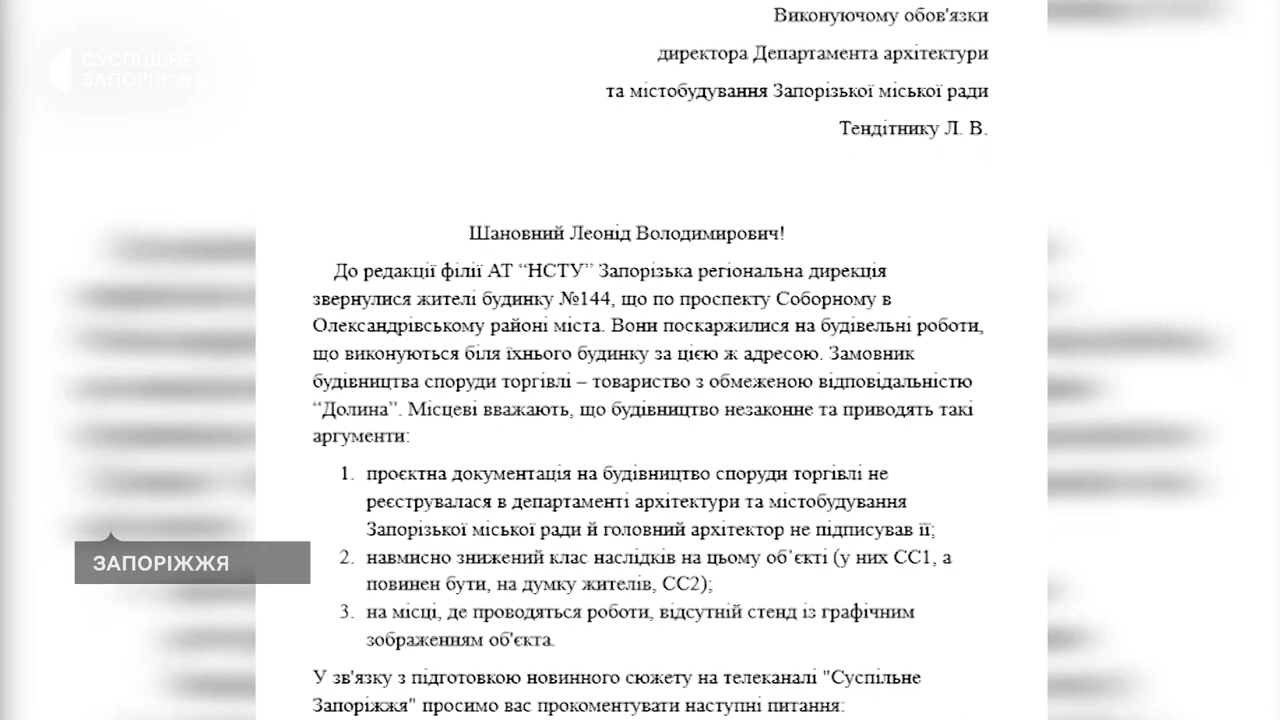 Виконуючому обов'язки
директора Департамента архітектури
та містобудування Запорізької міської ради
Тендітнику Л. В.
СУСПІЛЬНЕ
ЗАПОРІЖЖЯ
Шановний Леонід Володимирович!
До редакції філії АТ “НСТУ” Запорізька регіональна дирекція
звернулися жителі будинку №144, що по проспекту Соборному в
Олександрівському районі міста. Вони поскаржилися на будівельні роботи,
що виконуються біля їхнього будинку за цією ж адресою. Замовник
будівництва споруди торгівлі – товариство з обмеженою відповідальністю
“Долина”. Місцеві вважають, що будівництво незаконне та приводять такі
аргументи:
1. проєктна документація на будівництво споруди торгівлі не
реєструвалася в департаменті архітектури та містобудування
Запорізької міської ради й головний архітектор не підписував її;
2. навмисно знижений клас наслідків на цьому об’єкті (у них СС1, а
повинен бути, на думку жителів, СС2);
3. на місці, де проводяться роботи, відсутній стенд із графічним
зображенням об'єкта.
ЗАПОРІЖЖЯ
У зв'язку з підготовкою новинного сюжету на телеканалі "Суспільне
Запоріжжя" просимо вас прокоментувати наступні питання: